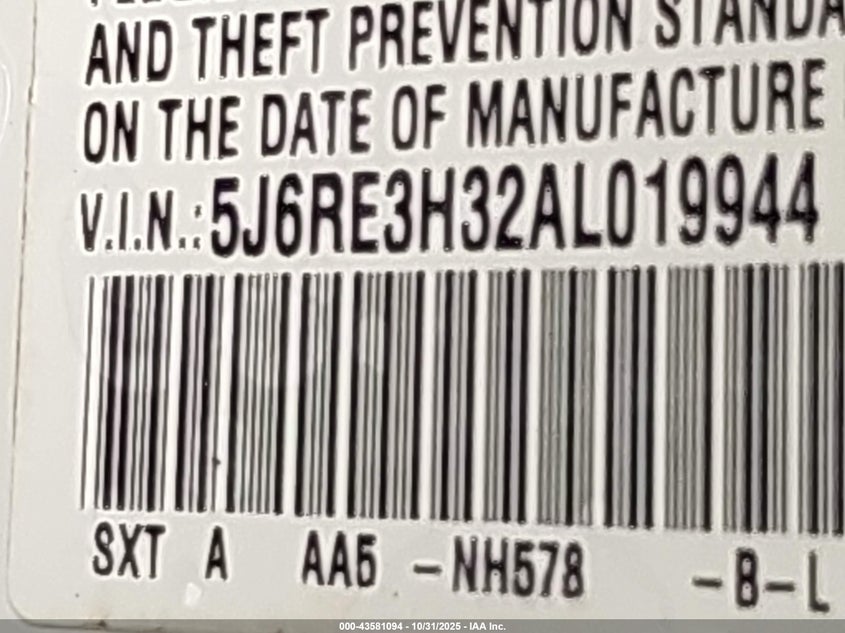 AND THEFT PREVENTION STANDA
ON THE DATE OF MANUFACTURE
V.I.N.: 5J6RE3H32AL019944
SXT A AA5 -NH578 -B-L
000-43581094 - 10/31/2025 - IAA Inc.